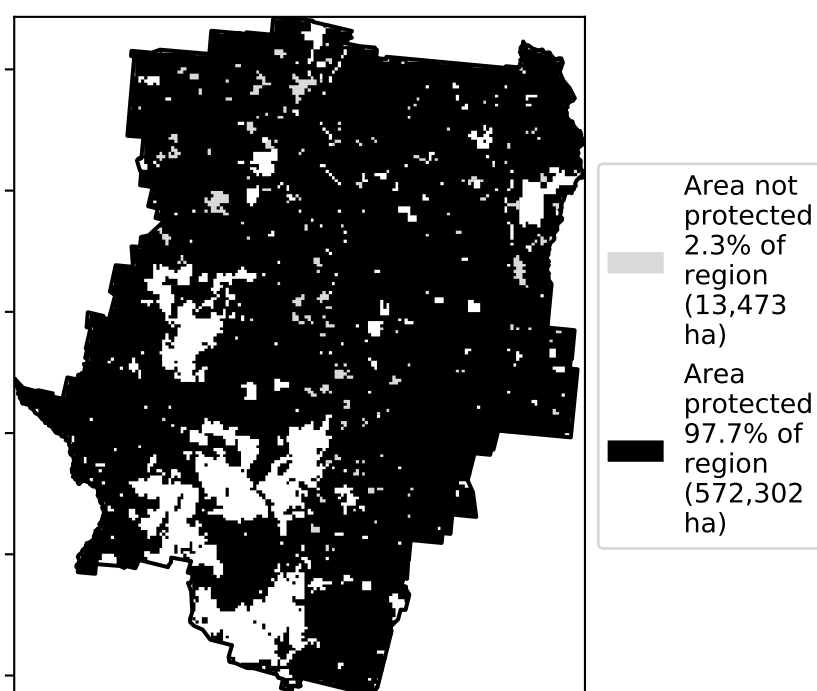 Area not
protected
2.3% of
region
(13,473
ha)
Area
protected
97.7% of
region
(572,302
ha)